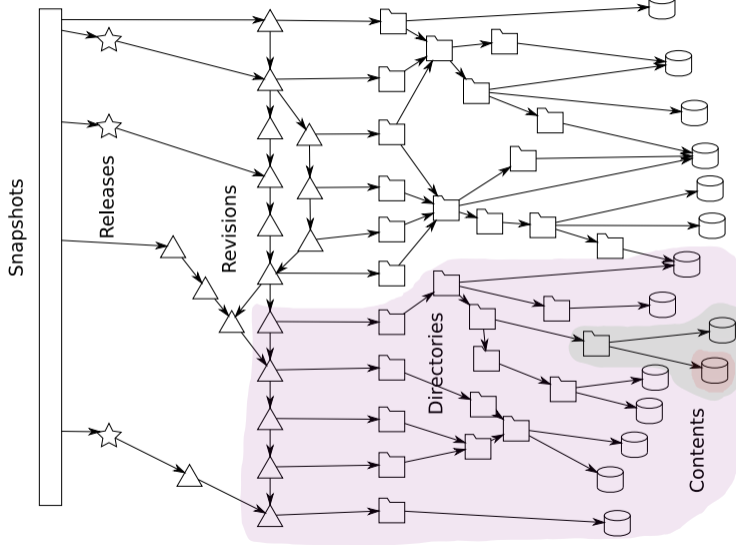 Snapshots
Releases
Revisions
Directories
Contents